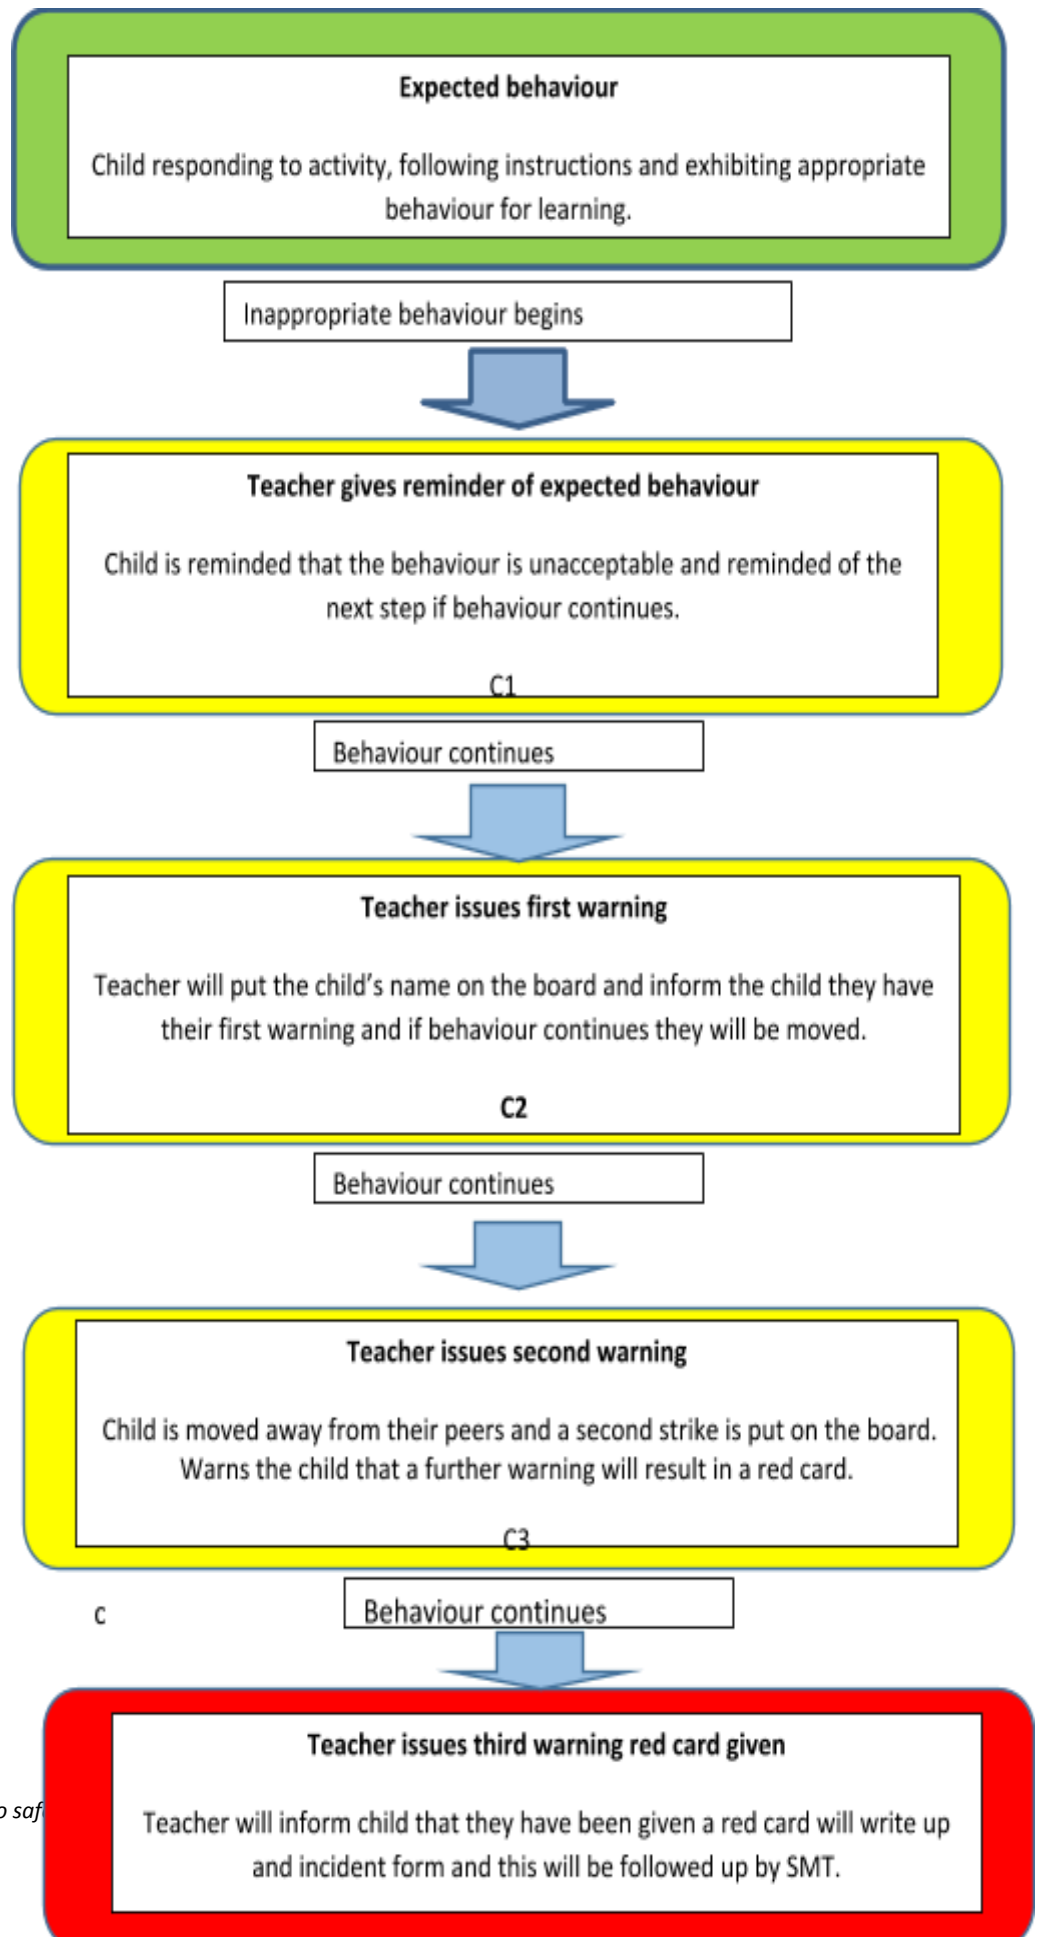 Expected behaviour
Child responding to activity, following instructions and exhibiting appropriate
behaviour for learning.
Inappropriate behaviour begins
Teacher gives reminder of expected behaviour
Child is reminded that the behaviour is unacceptable and reminded of the
next step if behaviour continues.
C1
Behaviour continues
Teacher issues first warning
Teacher will put the child's name on the board and inform the child they have
their first warning and if behaviour continues they will be moved.
C2
Behaviour continues
Teacher issues second warning
Child is moved away from their peers and a second strike is put on the board.
Warns the child that a further warning will result in a red card.
C3
c
Behaviour continues
Teacher issues third warning red card given
Teacher will inform child that they have been given a red card will write up
and incident form and this will be followed up by SMT.